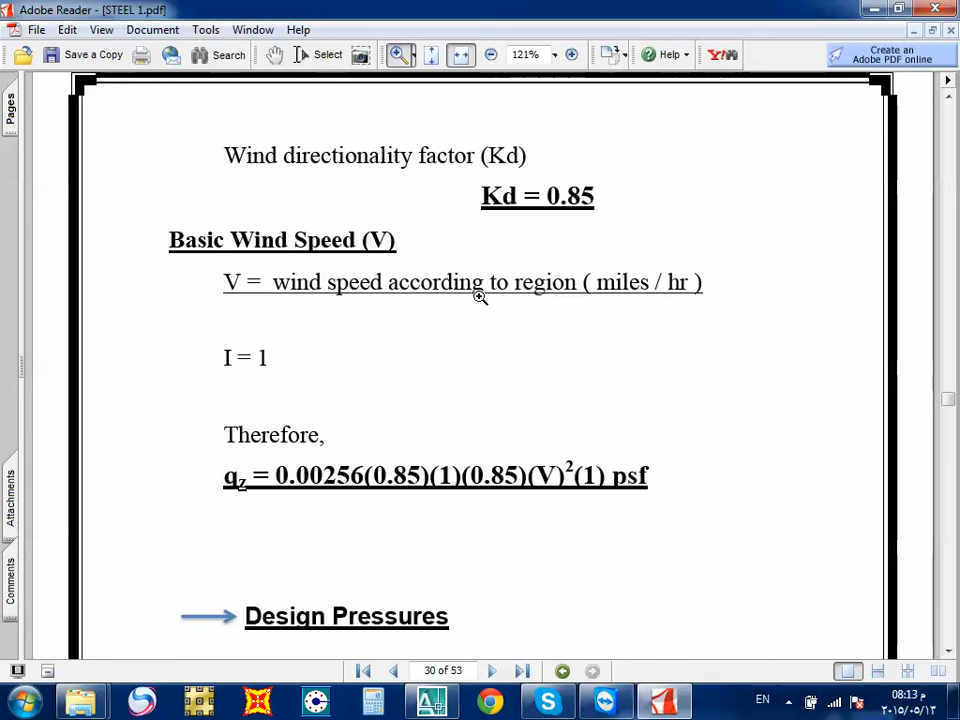 Adobe Reader - [STEEL 1.pdf]
File Edit View Document Tools Window Help
Save a Copy Search Select 121% Help Y! Create an
Adobe PDF online
Pages
Wind directionality factor (Kd)
Kd = 0.85
Basic Wind Speed (V)
V = wind speed according to region ( miles / hr )
I = 1
Therefore,
qz = 0.00256(0.85)(1)(0.85)(V)²(1) psf
Attachments
Comments
Design Pressures
30 of 53
EN 08:13 م
٢٠١٥/٠٥/١٣